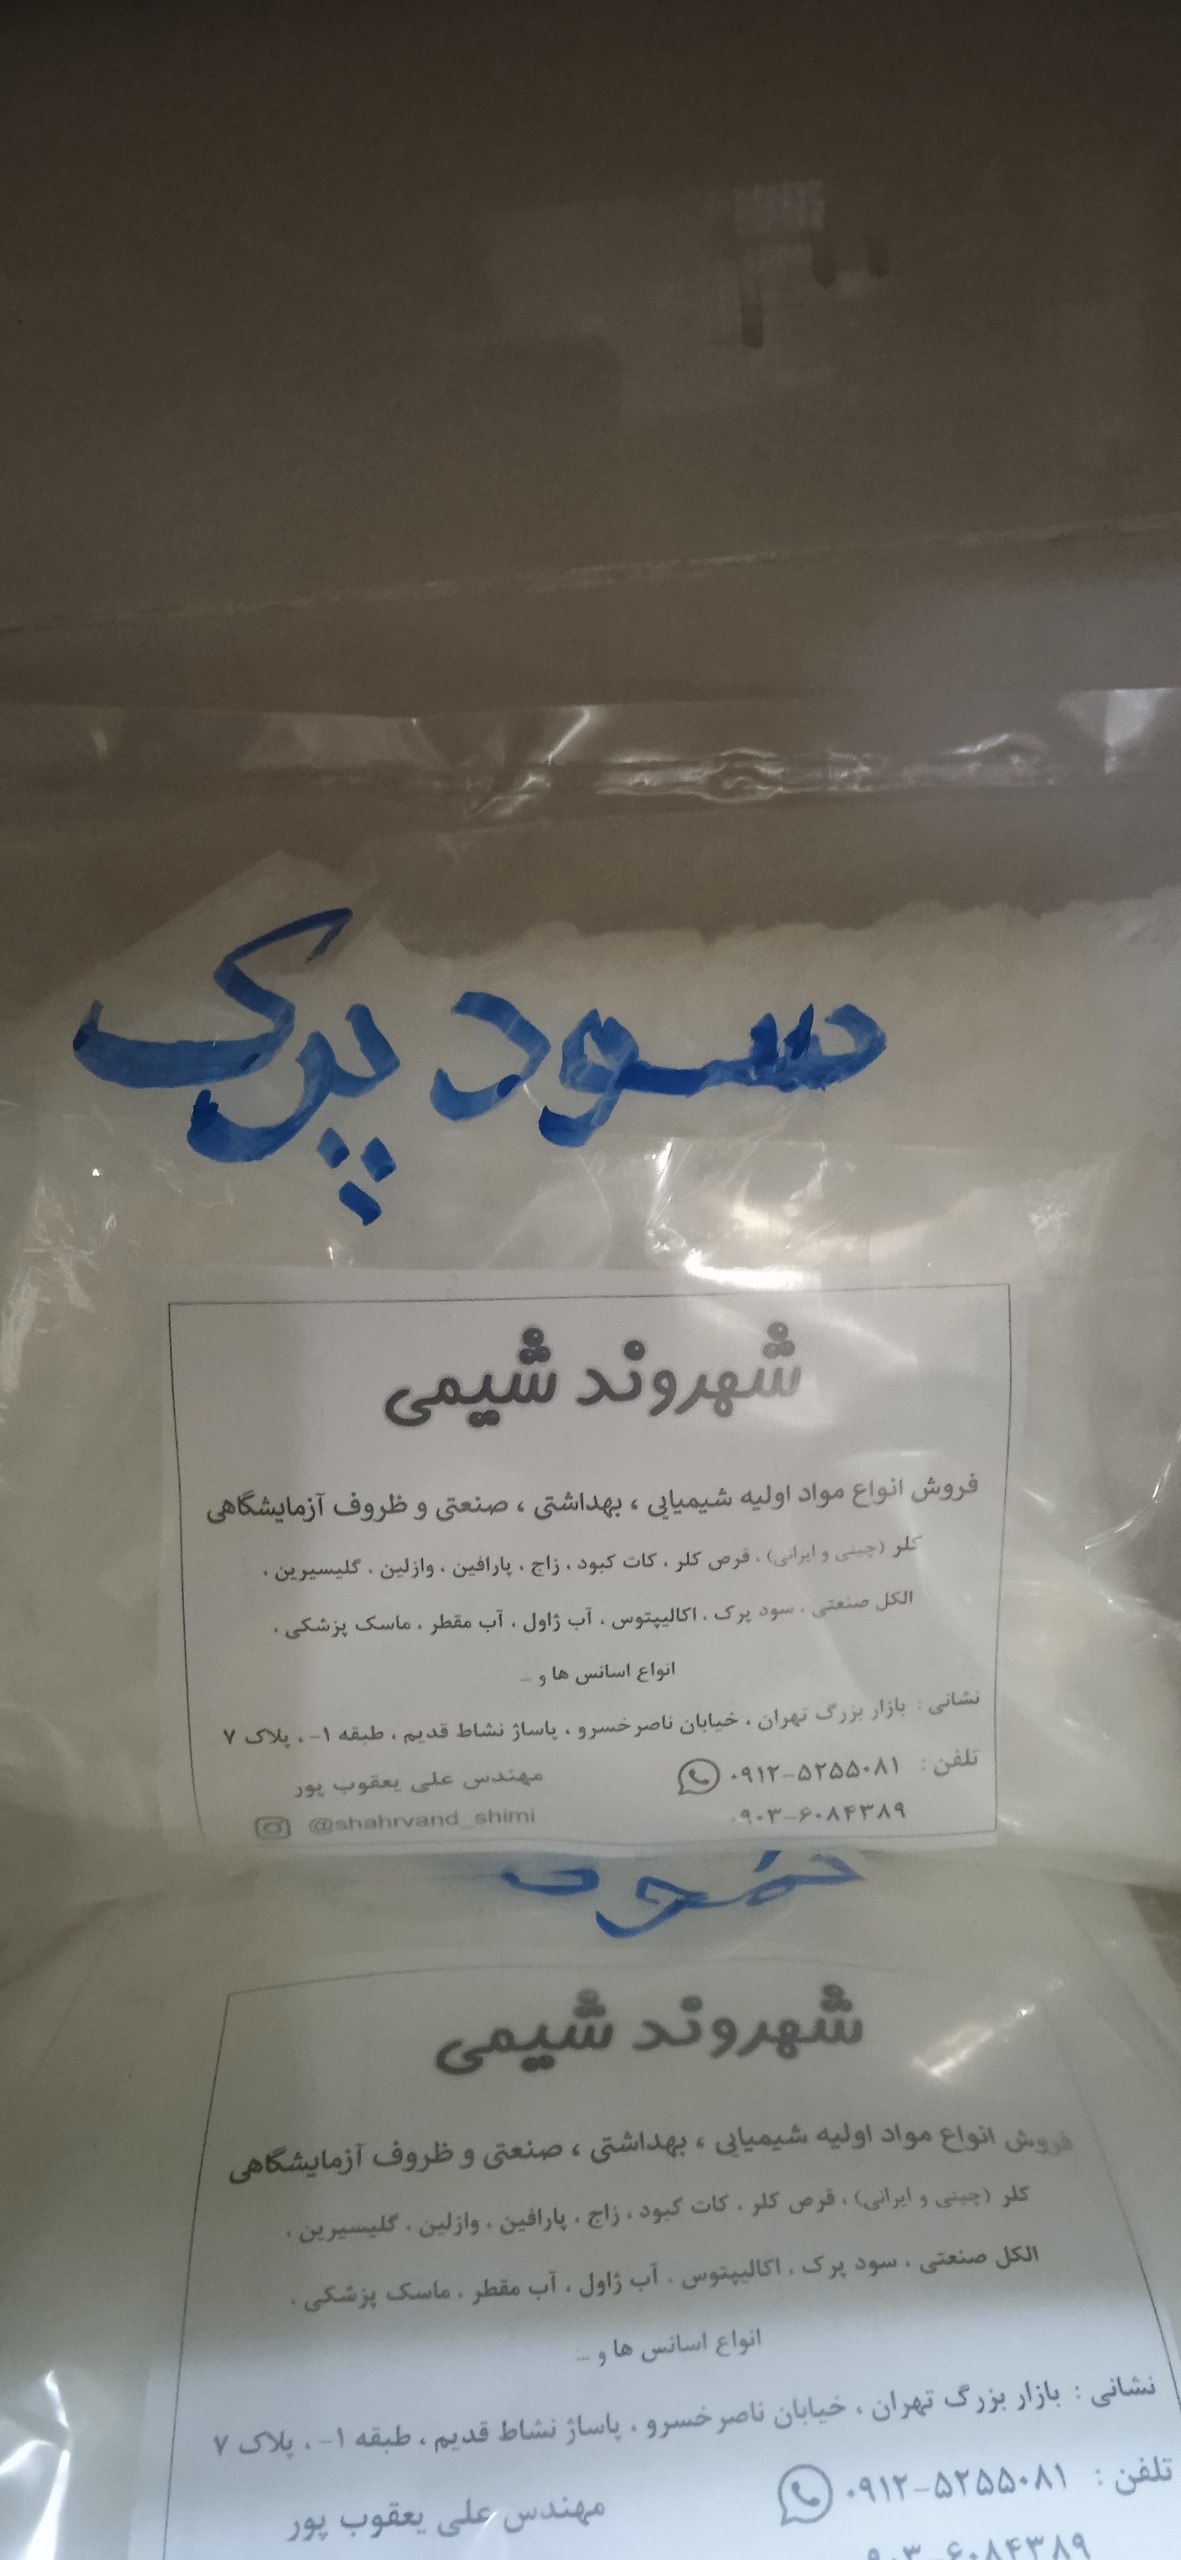 سود پرک
شهروند شیمی
فروش انواع مواد اولیه شیمیایی ، بهداشتی ، صنعتی و ظروف آزمایشگاهی
کلر (چینی و ایرانی) ، قرص کلر ، کات کبود ، زاج ، پارافین ، وازلین ، گلیسیرین ،
الکل صنعتی ، سود پرک ، اکالیپتوس ، آب ژاول ، آب مقطر ، ماسک پزشکی ،
انواع اسانس ها و ...
نشانی : بازار بزرگ تهران ، خیابان ناصرخسرو ، پاساژ نشاط قدیم ، طبقه ۱- ، پلاک ۷
تلفن : ۰۹۱۲-۵۲۵۵۰۸۱ مهندس علی یعقوب پور
۰۹۰۳-۶۰۸۴۳۸۹ @shahrvand_shimi
شهروند شیمی
فروش انواع مواد اولیه شیمیایی ، بهداشتی ، صنعتی و ظروف آزمایشگاهی
کلر (چینی و ایرانی) ، قرص کلر ، کات کبود ، زاج ، پارافین ، وازلین ، گلیسیرین ،
الکل صنعتی ، سود پرک ، اکالیپتوس ، آب ژاول ، آب مقطر ، ماسک پزشکی ،
انواع اسانس ها و ...
نشانی : بازار بزرگ تهران ، خیابان ناصرخسرو ، پاساژ نشاط قدیم ، طبقه ۱- ، پلاک ۷
تلفن : ۰۹۱۲-۵۲۵۵۰۸۱ مهندس علی یعقوب پور
۰۹۰۳-۶۰۸۴۳۸۹